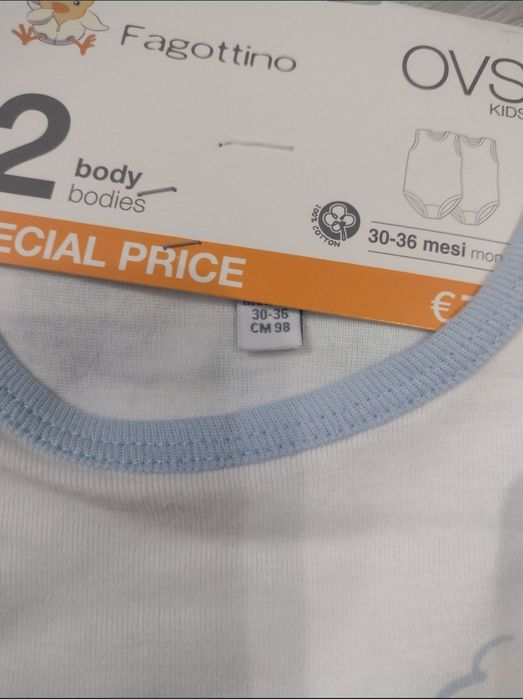 Fagottino
OVS
KIDS
2 body
bodies
100%
COTTON
30-36 mesi
ECIAL PRICE
€
30-36
CM 98